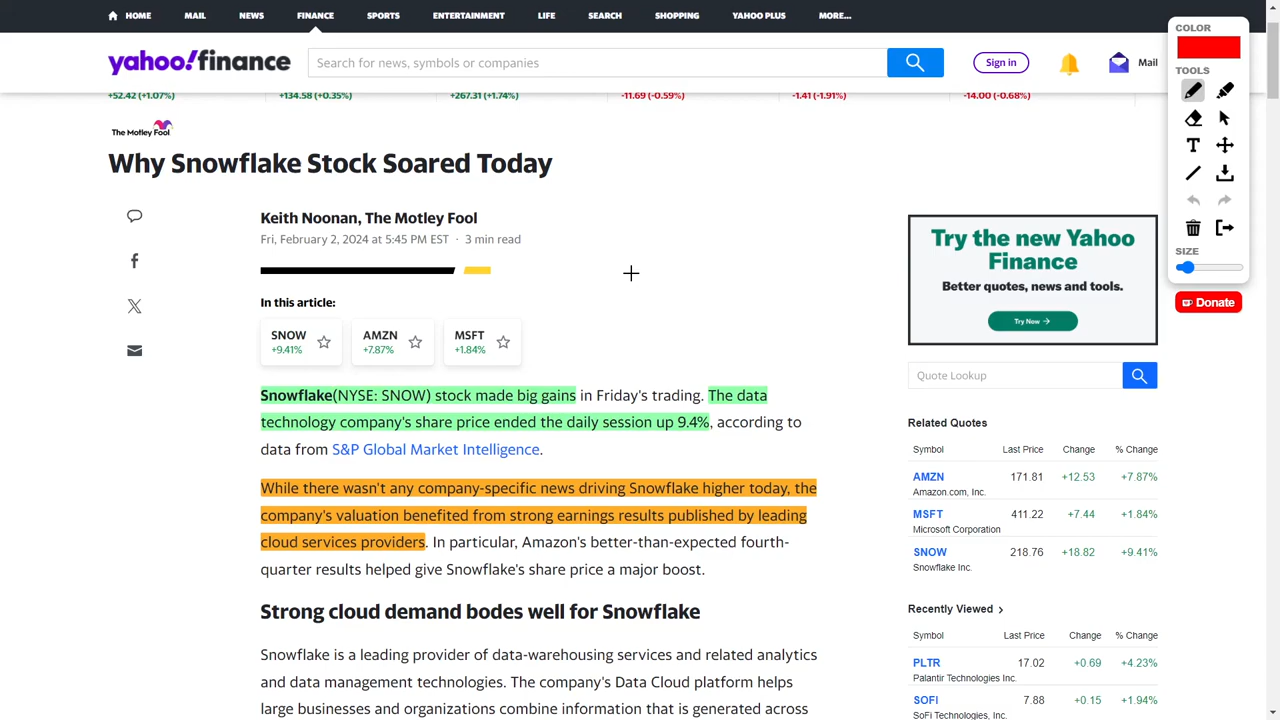 HOME MAIL NEWS FINANCE SPORTS ENTERTAINMENT LIFE SEARCH SHOPPING YAHOO PLUS MORE...
yahoo!finance
Search for news, symbols or companies
Sign in
Mail
+52.42 (+1.07%) +134.58 (+0.35%) +267.31 (+1.74%) -11.69 (-0.59%) -1.41 (-1.91%) -14.00 (-0.68%)
The Motley Fool
Why Snowflake Stock Soared Today
Keith Noonan, The Motley Fool
Fri, February 2, 2024 at 5:45 PM EST · 3 min read
In this article:
SNOW
+9.41%
AMZN
+7.87%
MSFT
+1.84%
Snowflake(NYSE: SNOW) stock made big gains in Friday's trading. The data
technology company's share price ended the daily session up 9.4%, according to
data from S&P Global Market Intelligence.
While there wasn't any company-specific news driving Snowflake higher today, the
company's valuation benefited from strong earnings results published by leading
cloud services providers. In particular, Amazon's better-than-expected fourth-
quarter results helped give Snowflake's share price a major boost.
Strong cloud demand bodes well for Snowflake
Snowflake is a leading provider of data-warehousing services and related analytics
and data management technologies. The company's Data Cloud platform helps
large businesses and organizations combine information that is generated across
Try the new Yahoo
Finance
Better quotes, news and tools.
Try Now →
Quote Lookup
Related Quotes
Symbol Last Price Change % Change
AMZN 171.81 +12.53 +7.87%
Amazon.com, Inc.
MSFT 411.22 +7.44 +1.84%
Microsoft Corporation
SNOW 218.76 +18.82 +9.41%
Snowflake Inc.
Recently Viewed >
Symbol Last Price Change % Change
PLTR 17.02 +0.69 +4.23%
Palantir Technologies Inc.
SOFI 7.88 +0.15 +1.94%
SoFi Technologies, Inc.
COLOR
TOOLS
T
SIZE
Donate